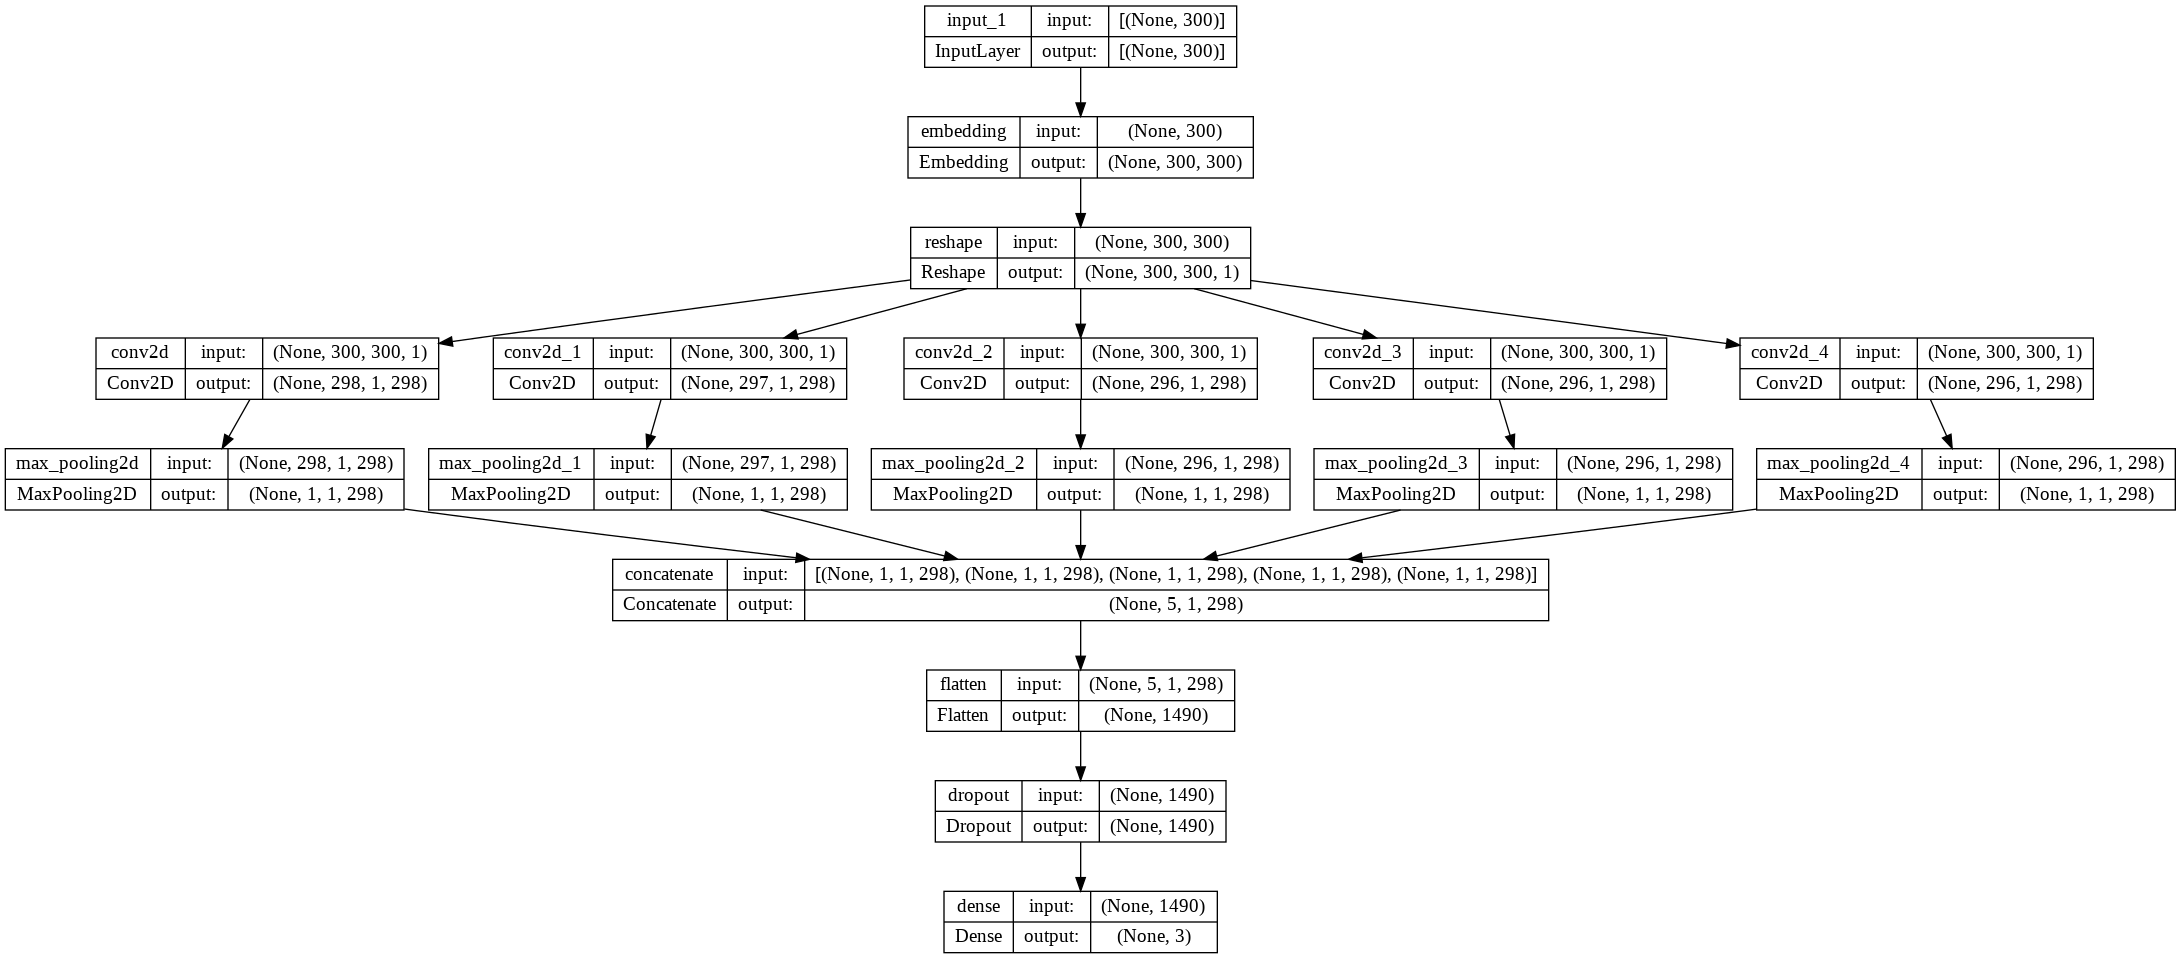 input_1 input: [(None, 300)]
InputLayer output: [(None, 300)]
embedding input: (None, 300)
Embedding output: (None, 300, 300)
reshape input: (None, 300, 300)
Reshape output: (None, 300, 300, 1)
conv2d input: (None, 300, 300, 1)
Conv2D output: (None, 298, 1, 298)
conv2d_1 input: (None, 300, 300, 1)
Conv2D output: (None, 297, 1, 298)
conv2d_2 input: (None, 300, 300, 1)
Conv2D output: (None, 296, 1, 298)
conv2d_3 input: (None, 300, 300, 1)
Conv2D output: (None, 296, 1, 298)
conv2d_4 input: (None, 300, 300, 1)
Conv2D output: (None, 296, 1, 298)
max_pooling2d input: (None, 298, 1, 298)
MaxPooling2D output: (None, 1, 1, 298)
max_pooling2d_1 input: (None, 297, 1, 298)
MaxPooling2D output: (None, 1, 1, 298)
max_pooling2d_2 input: (None, 296, 1, 298)
MaxPooling2D output: (None, 1, 1, 298)
max_pooling2d_3 input: (None, 296, 1, 298)
MaxPooling2D output: (None, 1, 1, 298)
max_pooling2d_4 input: (None, 296, 1, 298)
MaxPooling2D output: (None, 1, 1, 298)
concatenate input: [(None, 1, 1, 298), (None, 1, 1, 298), (None, 1, 1, 298), (None, 1, 1, 298), (None, 1, 1, 298)]
Concatenate output: (None, 5, 1, 298)
flatten input: (None, 5, 1, 298)
Flatten output: (None, 1490)
dropout input: (None, 1490)
Dropout output: (None, 1490)
dense input: (None, 1490)
Dense output: (None, 3)